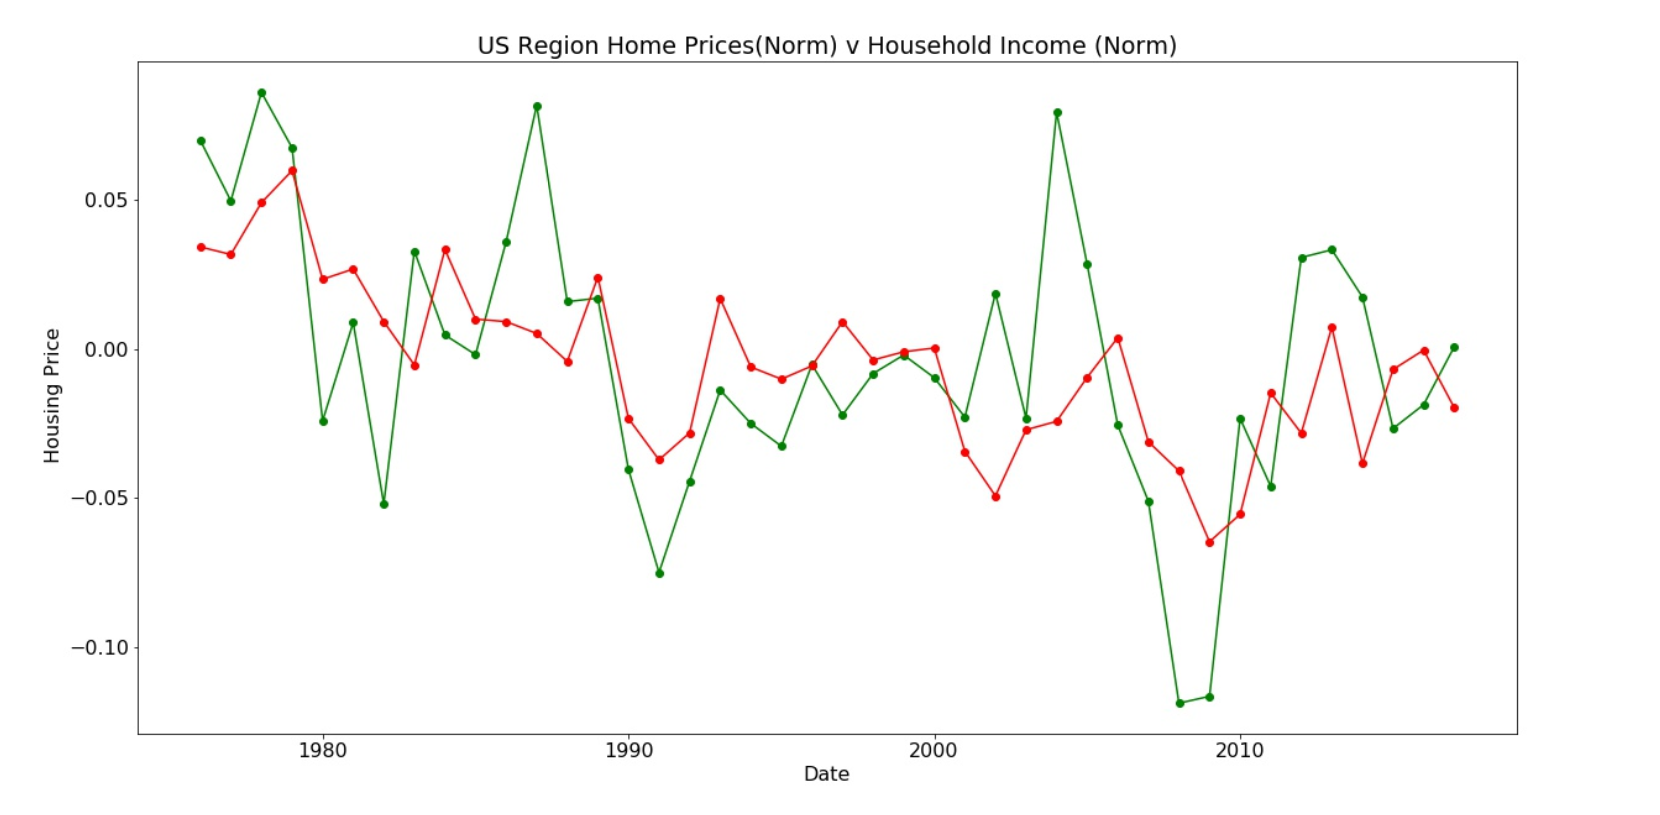 US Region Home Prices(Norm) v Household Income (Norm)
Housing Price
0.05
0.00
−0.05
−0.10
1980 1990 2000 2010
Date